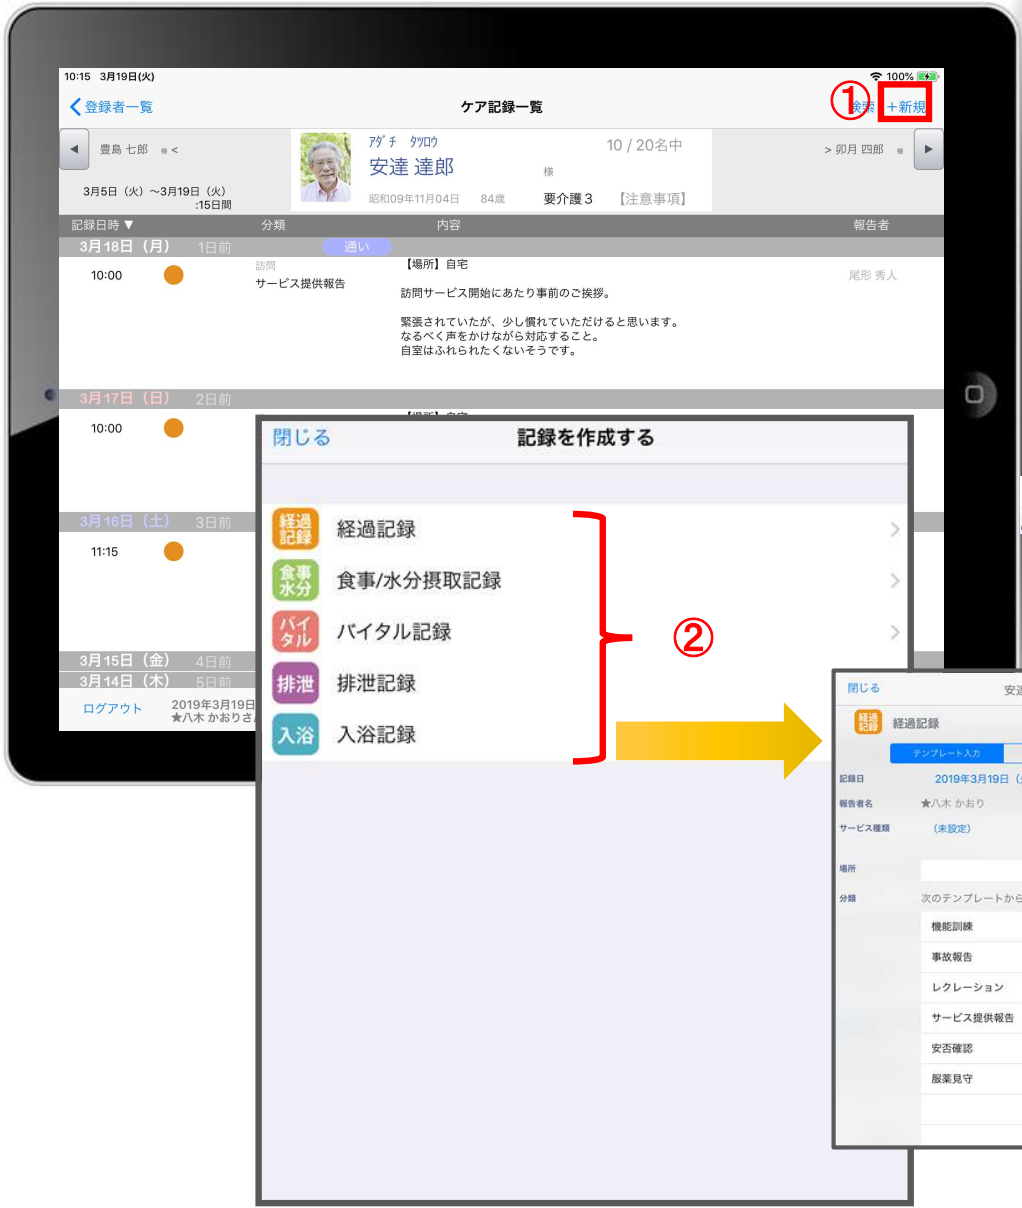 10:15 3月19日(火)
100%
登録者一覧
ケア記録一覧
①
検索 +新規
豊島 七郎 様 <
アダチ タツロウ
10 / 20名中
安達 達郎
様
> 卯月 四郎 様
3月5日（火）～3月19日（火）
:15日間
昭和09年11月04日 84歳 要介護３ 【注意事項】
記録日時▼ 分類 内容 報告者
3月18日（月） 1日前 通い
10:00
訪問
サービス提供報告
【場所】自宅
尾形 秀人
訪問サービス開始にあたり事前のご挨拶。
緊張されていたが、少し慣れていただけると思います。
なるべく声をかけながら対応すること。
自室はふれられたくないそうです。
3月17日（日） 2日前
10:00
3月16日（土） 3日前
11:15
3月15日（金） 4日前
3月14日（木） 5日前
ログアウト
2019年3月19日
★八木 かおりさ
閉じる 記録を作成する
経過記録 経過記録
食事水分 食事/水分摂取記録
バイタル バイタル記録
②
排泄 排泄記録
入浴 入浴記録
閉じる 安達
経過記録 経過記録
テンプレート入力
記録日 2019年3月19日（
報告者名 ★八木 かおり
サービス種類 （未設定）
場所
分類 次のテンプレートから
機能訓練
事故報告
レクレーション
サービス提供報告
安否確認
服薬見守